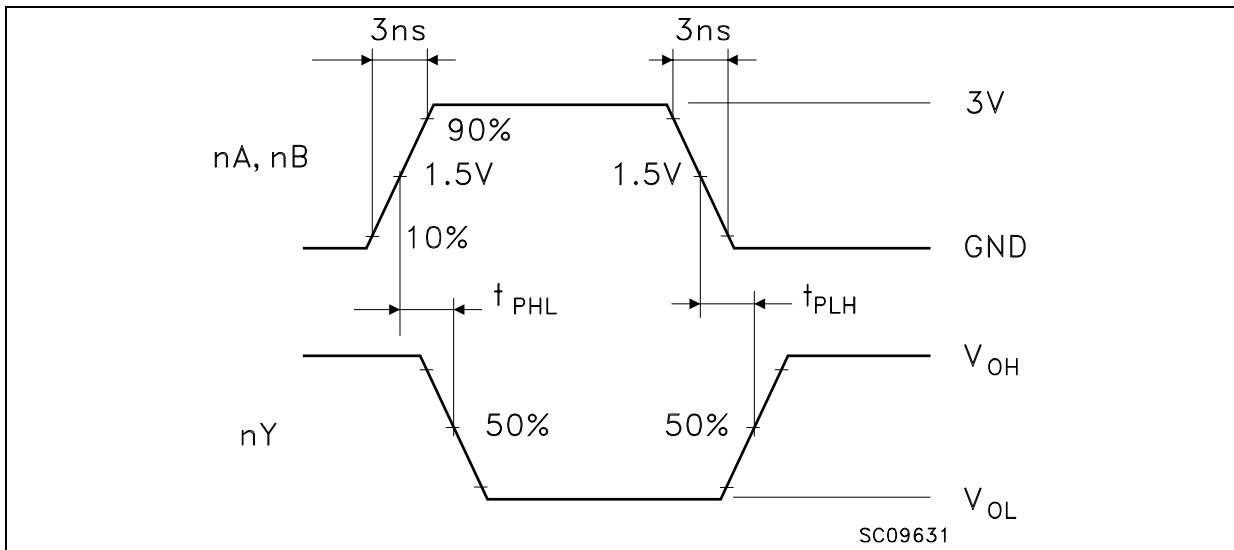 3ns
3ns
3V
90%
nA, nB
1.5V
1.5V
10%
GND
t PHL
tPLH
VOH
50%
50%
nY
VOL
SC09631